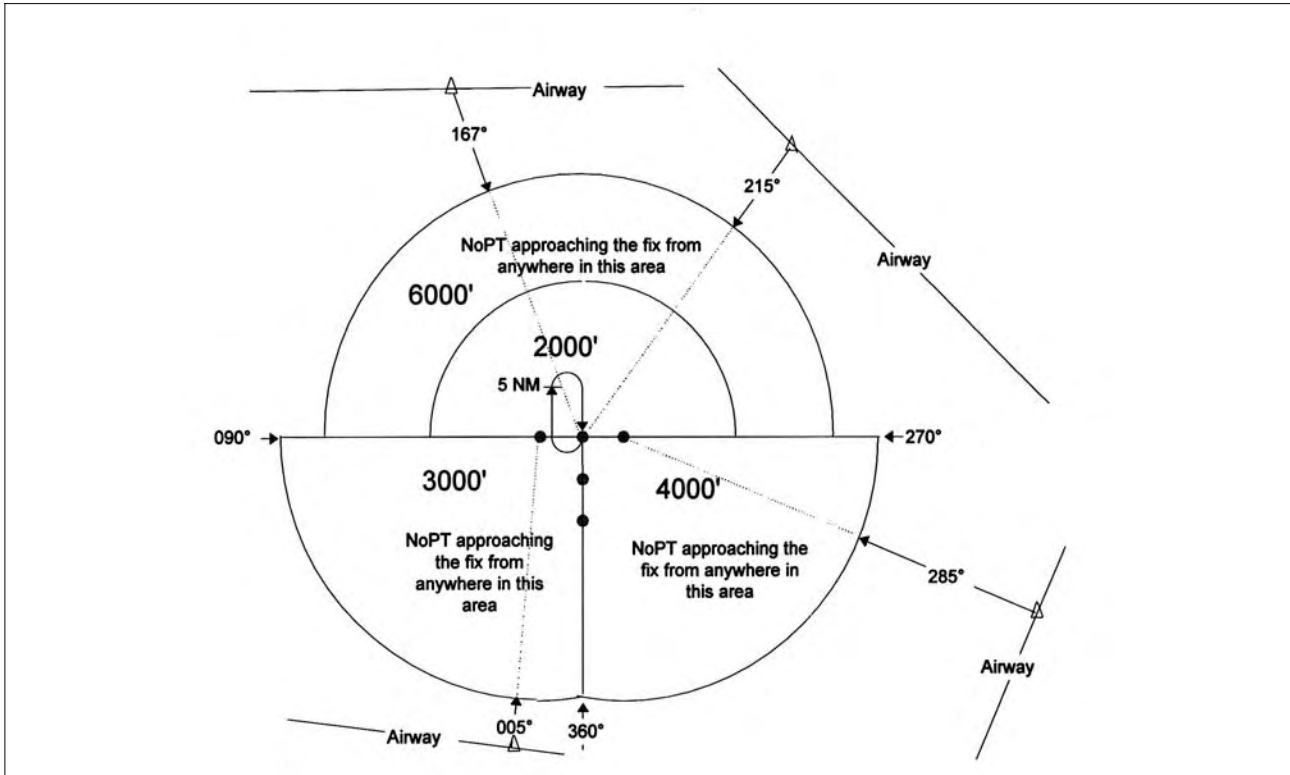 Airway
167°
215°
Airway
NoPT approaching the fix from
anywhere in this area
6000'
2000'
5 NM
090°
270°
3000'
4000'
NoPT approaching
the fix from
anywhere in this
area
NoPT approaching the
fix from anywhere in
this area
285°
Airway
005°
360°
Airway